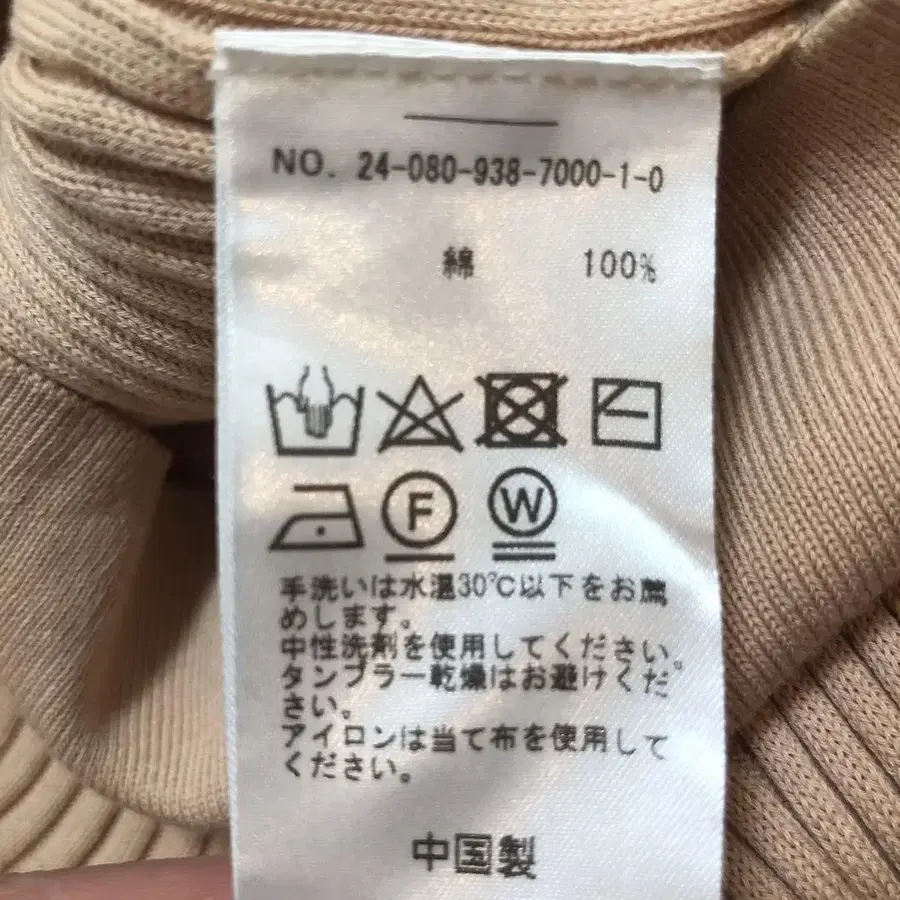 NO. 24-080-938-7000-1-0
綿 100%
F W
手洗いは水温30℃以下をお薦
めします。
中性洗剤を使用してください。
タンブラー乾燥はお避けくだ
さい。
アイロンは当て布を使用して
ください。
中国製